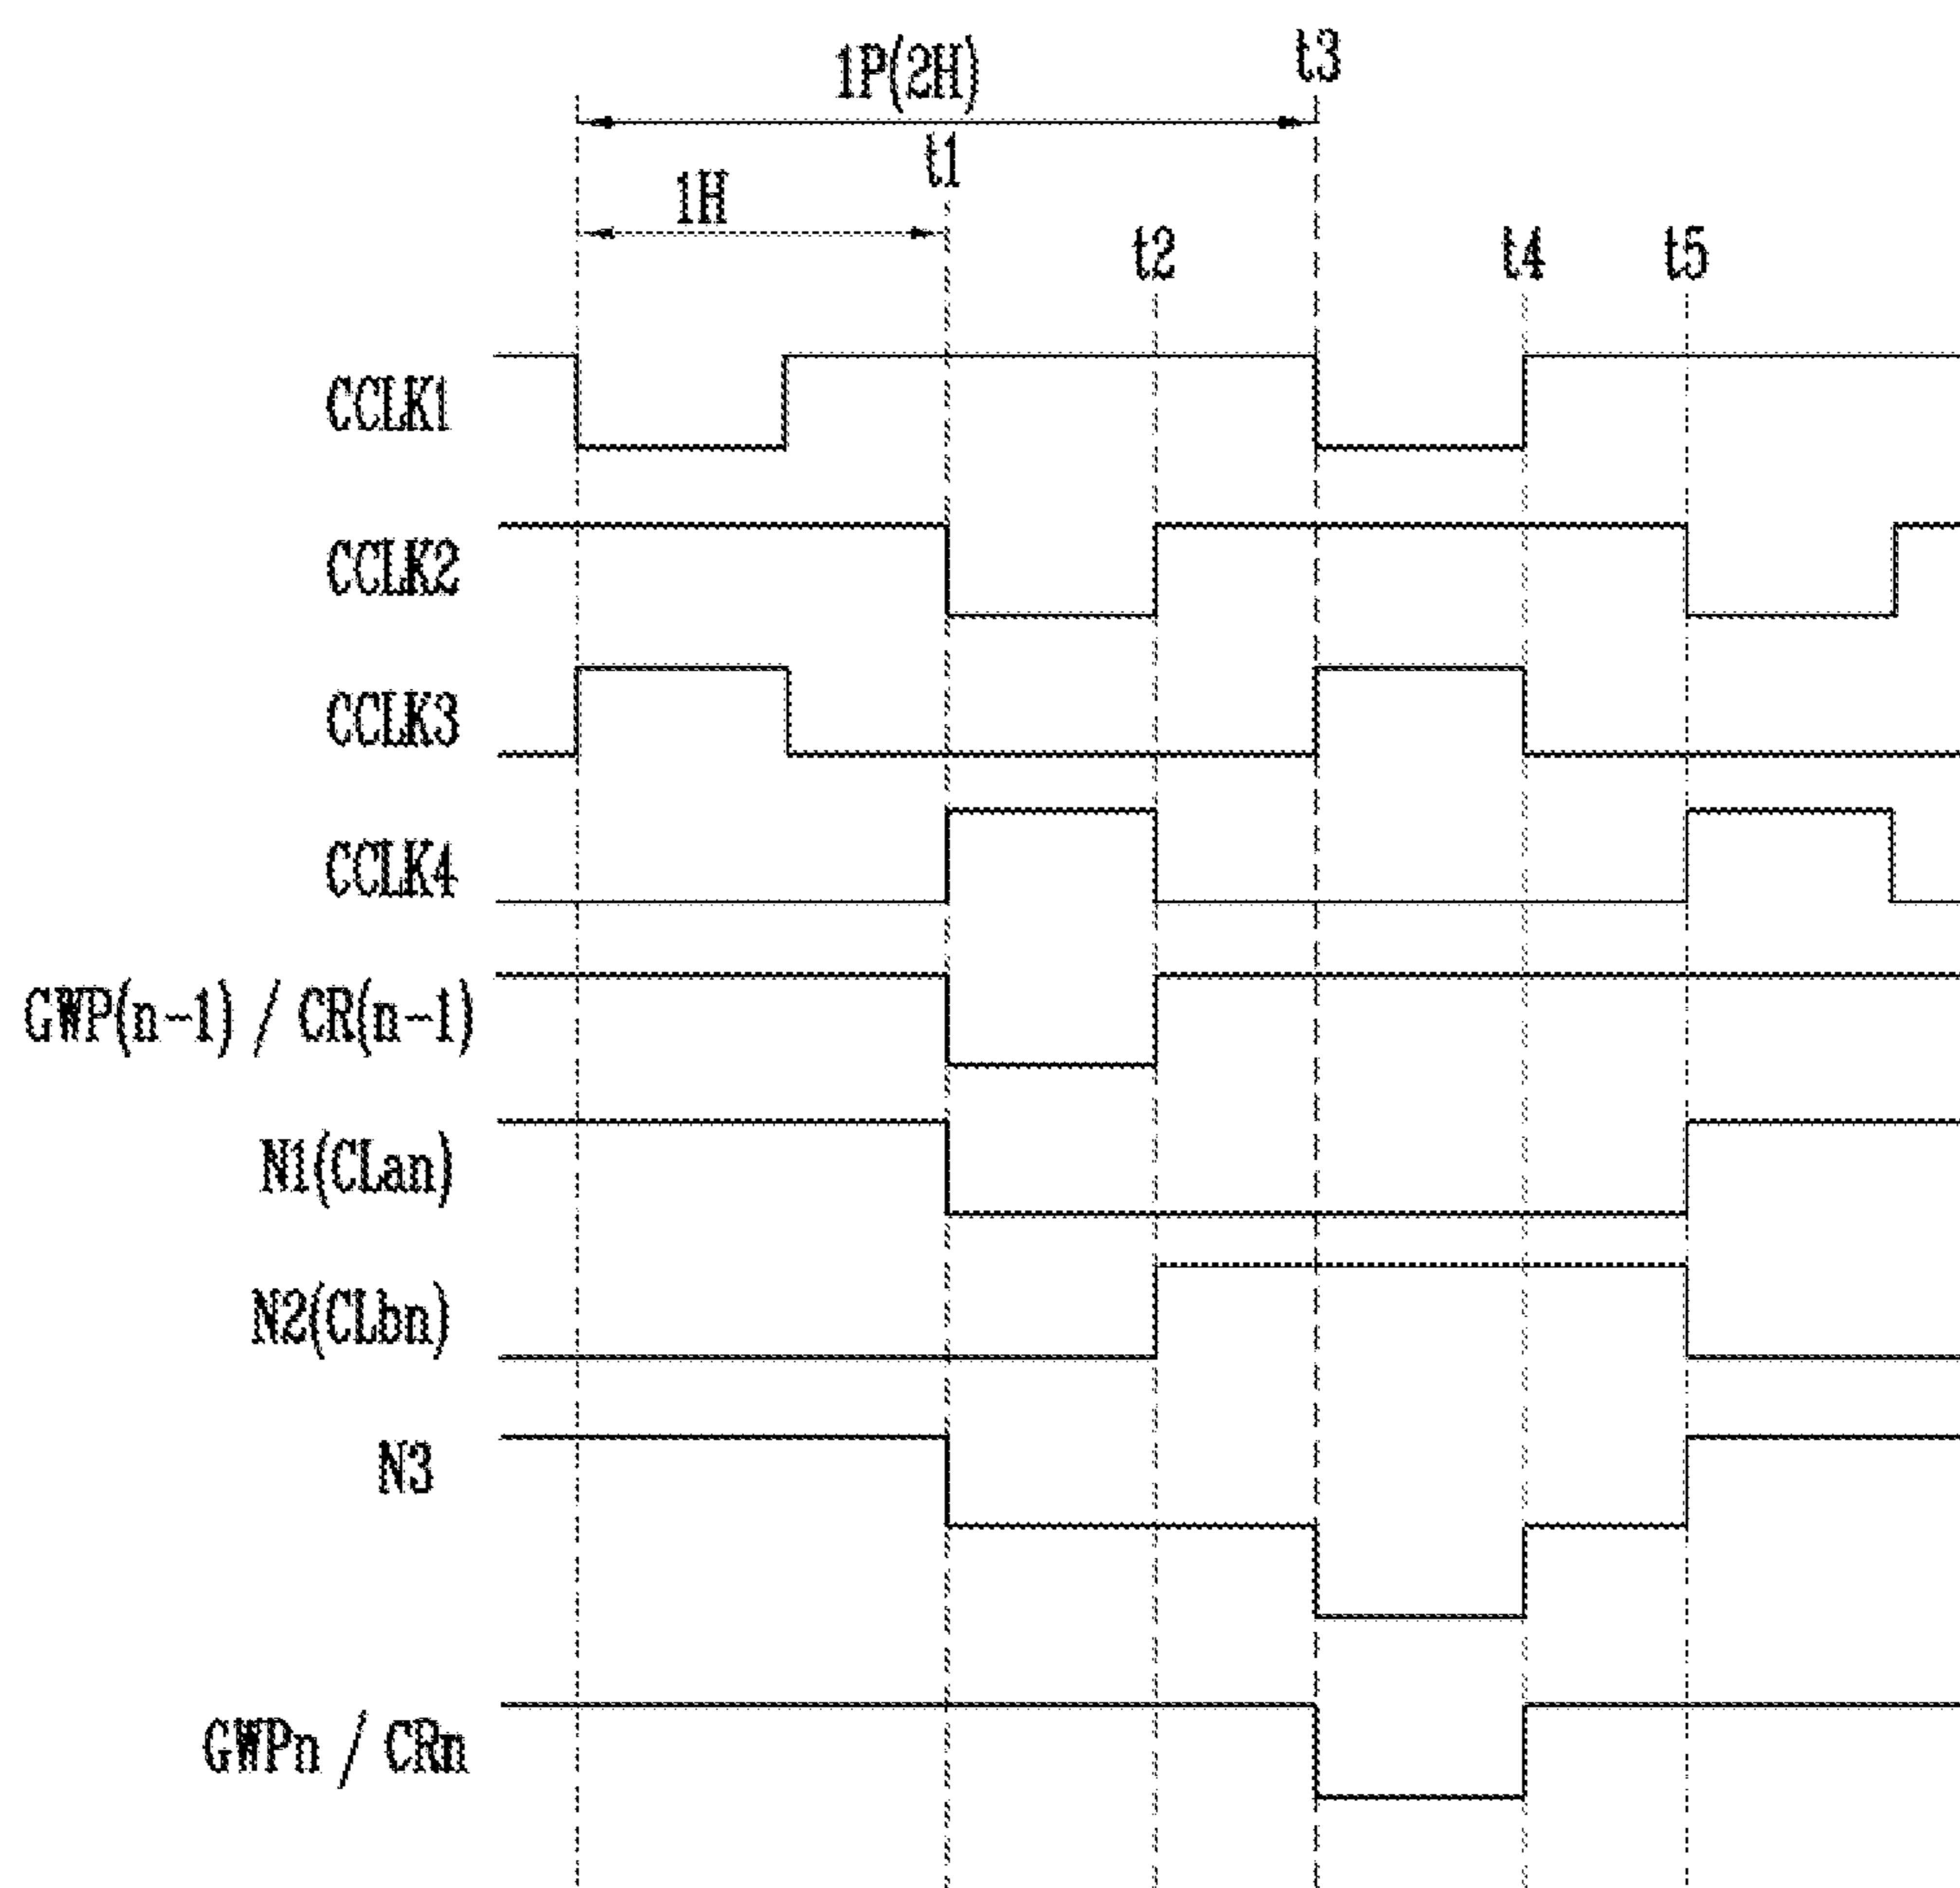 1P(2H)
t3
t1
1H
t2
t4
t5
CCLK1
CCLK2
CCLK3
CCLK4
GWP(n-1) / CR(n-1)
N1(CLan)
N2(CLbn)
N3
GWPn / CRn